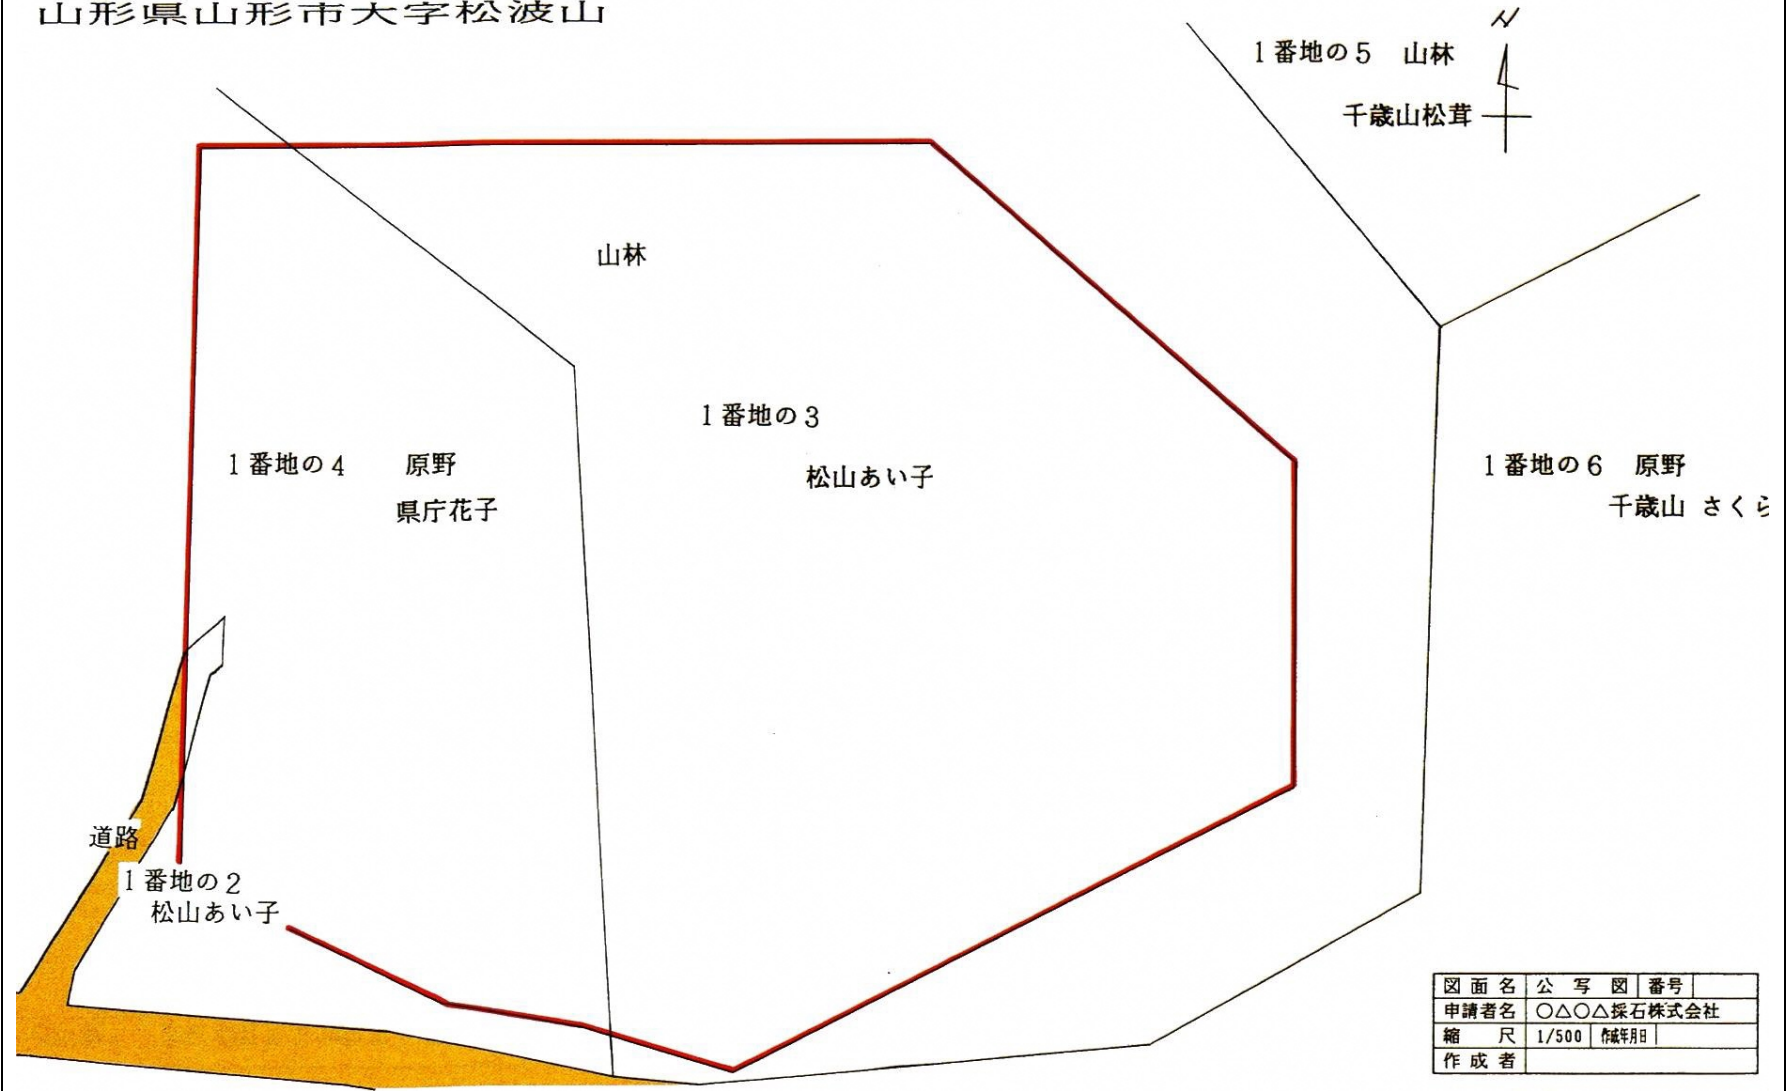 山形県山形市大字松波山
N
1番地の5 山林
千歳山松茸
山林
1番地の3
松山あい子
1番地の4 原野
県庁花子
1番地の6 原野
千歳山 さくら
道路
1番地の2
松山あい子
図面名 公写図 番号
申請者名 ○△○△採石株式会社
縮尺 1/500 作成年月日
作成者